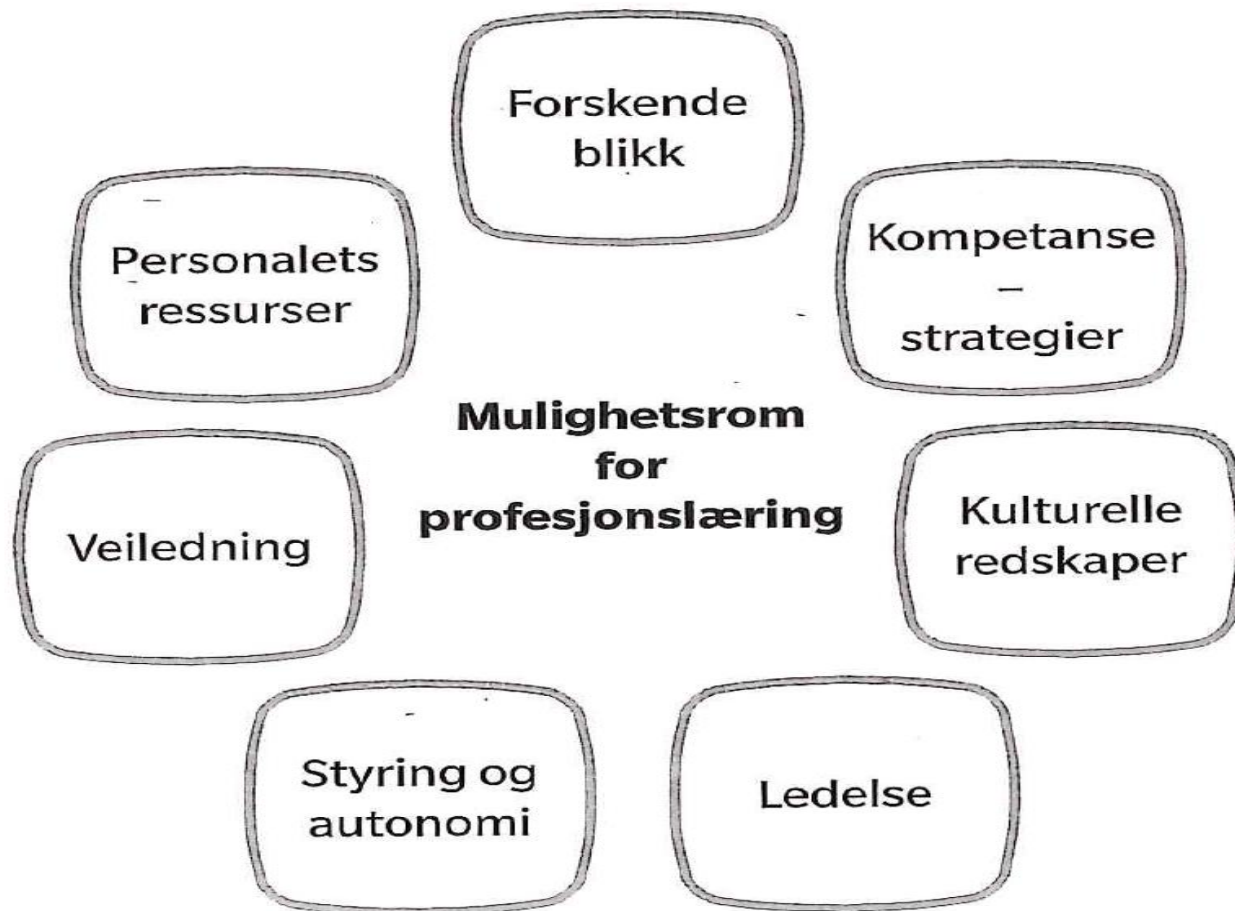 Forskende
blikk
Personalets
ressurser
Kompetanse
–
strategier
Mulighetsrom
for
profesjonslæring
Veiledning
Kulturelle
redskaper
Styring og
autonomi
Ledelse